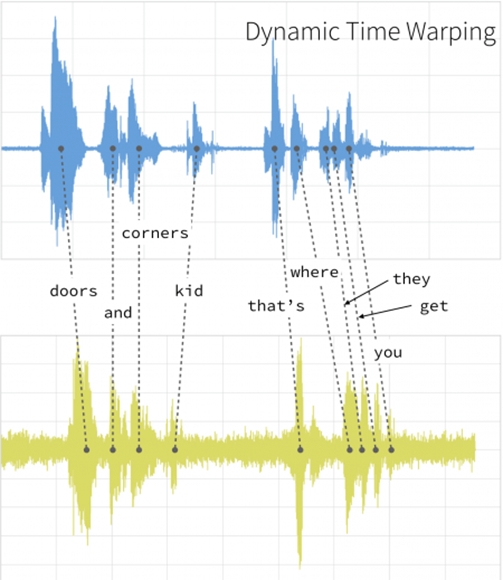 Dynamic Time Warping
corners
where
they
doors
kid
that's
get
and
you